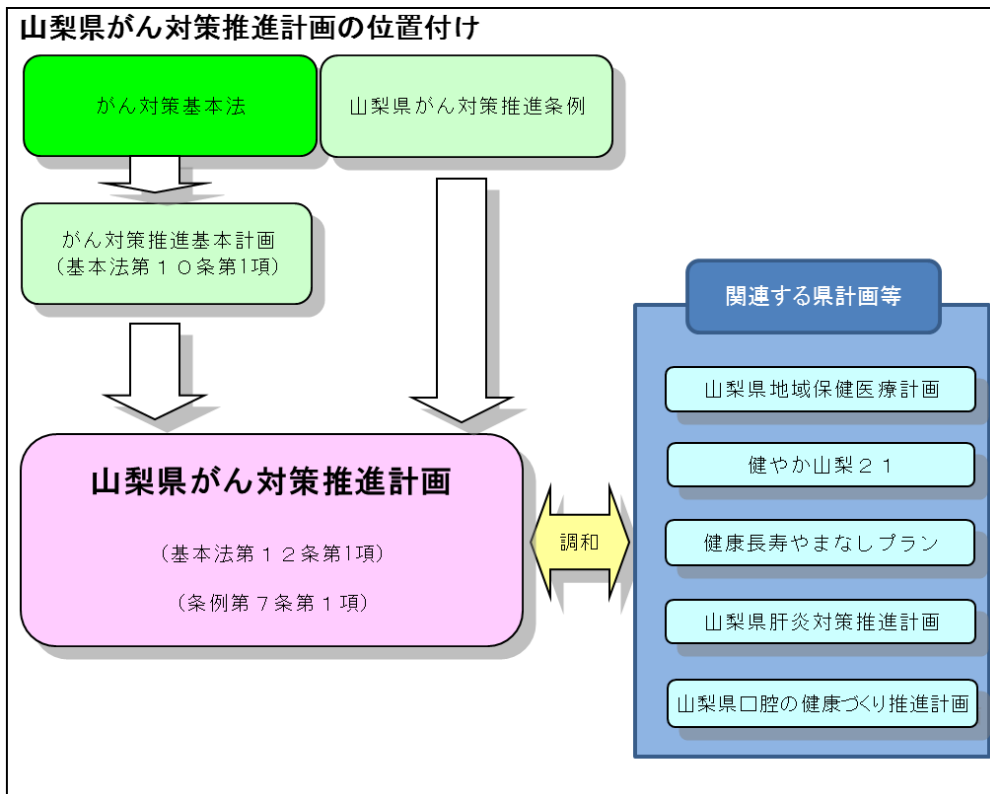 山梨県がん対策推進計画の位置付け
がん対策基本法
山梨県がん対策推進条例
がん対策推進基本計画
(基本法第１０条第1項)
山梨県がん対策推進計画
(基本法第１２条第1項)
(条例第７条第１項)
調和
関連する県計画等
山梨県地域保健医療計画
健やか山梨２１
健康長寿やまなしプラン
山梨県肝炎対策推進計画
山梨県口腔の健康づくり推進計画